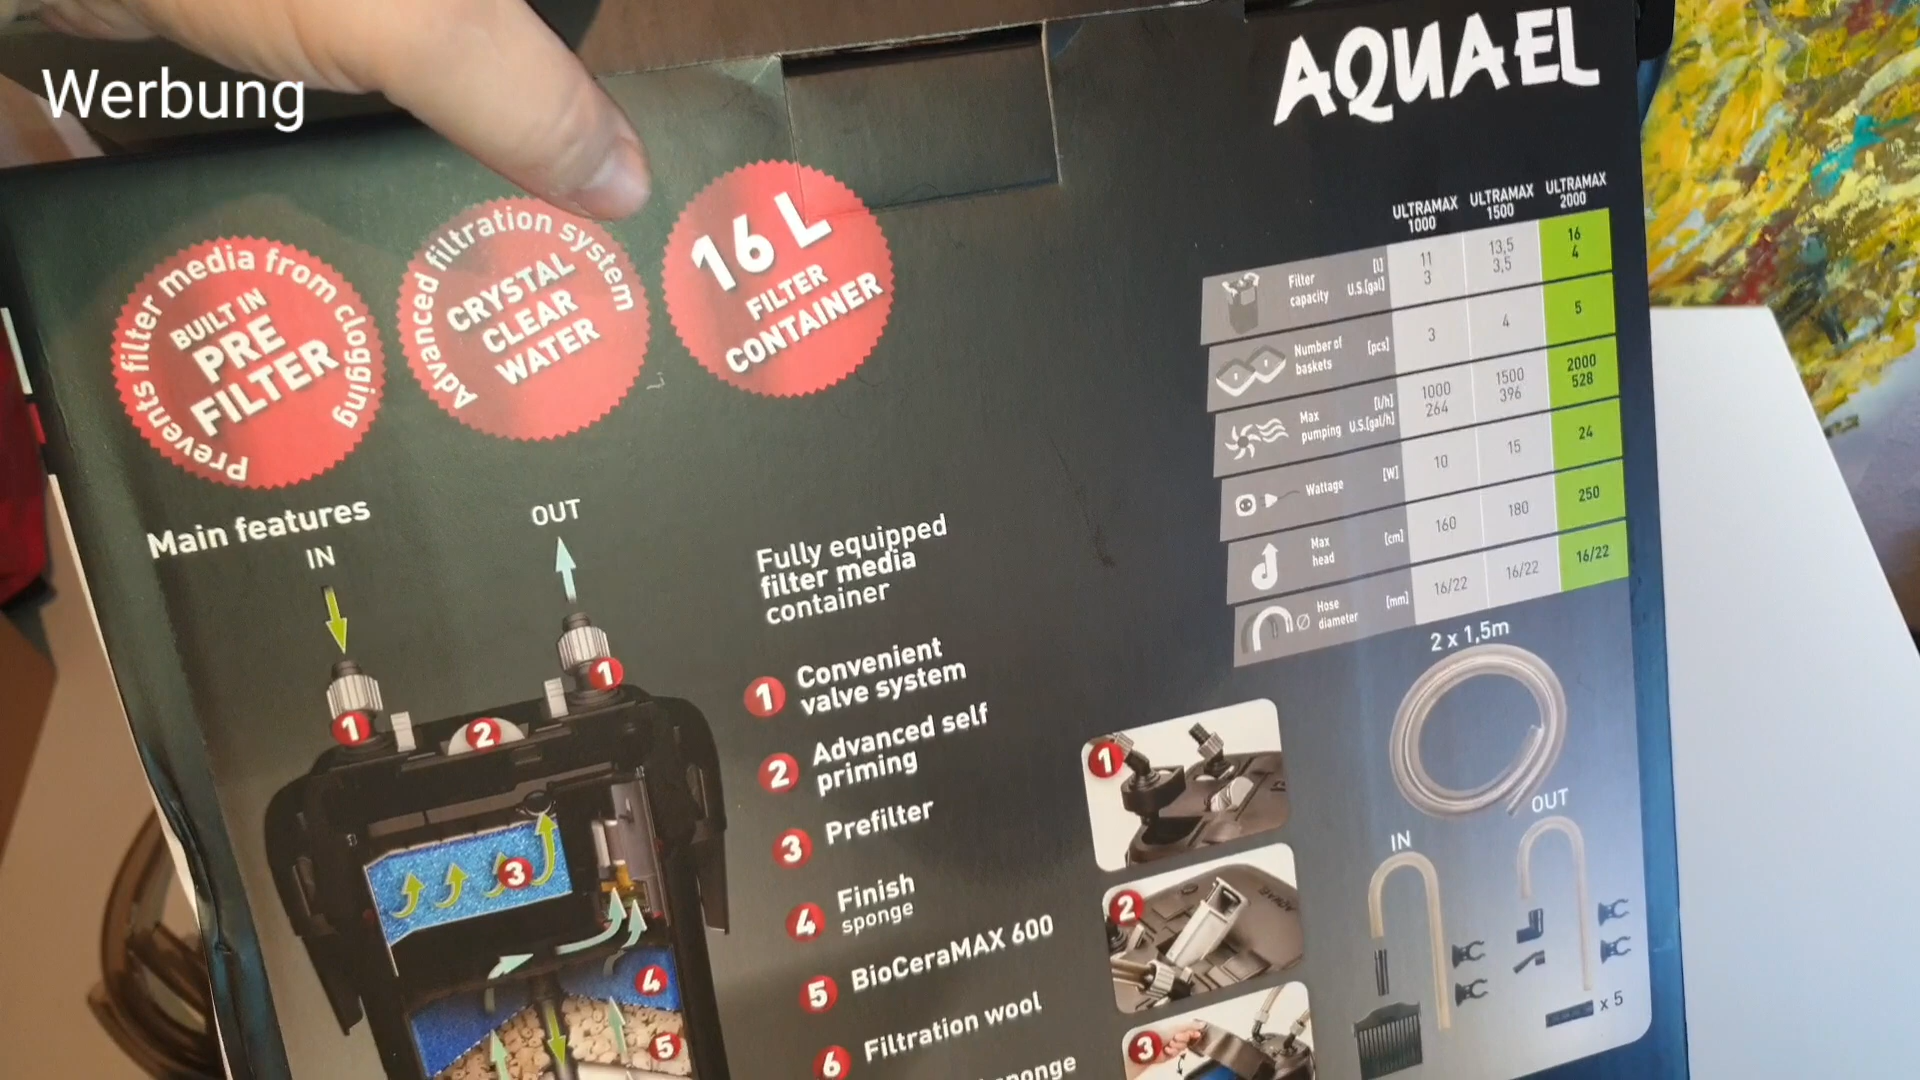 Werbung
AQUAEL
Prevents filter media from clogging
BUILT IN
PRE
FILTER
Advanced filtration system
CRYSTAL
CLEAR
WATER
16 L
FILTER
CONTAINER
ULTRAMAX 1000
ULTRAMAX 1500
ULTRAMAX 2000
Filter capacity [l] U.S.[gal] 11 3 13,5 3,5 16 4
Number of baskets [pcs] 3 4 5
Max pumping [l/h] U.S.[gal/h] 1000 264 1500 396 2000 528
Wattage [W] 10 15 24
Max head [cm] 160 180 250
Hose diameter Ø [mm] 16/22 16/22 16/22
Main features
IN
OUT
Fully equipped
filter media
container
1 Convenient
valve system
2 Advanced self
priming
3 Prefilter
4 Finish
sponge
5 BioCeraMAX 600
6 Filtration wool
1
1
2
3
4
5
1
2
3
2 x 1,5m
IN
OUT
x 5